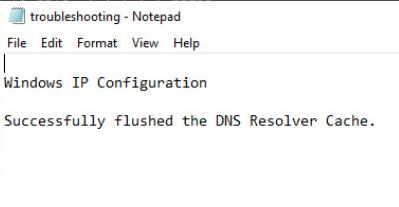 troubleshooting - Notepad
File Edit Format View Help
Windows IP Configuration
Successfully flushed the DNS Resolver Cache.